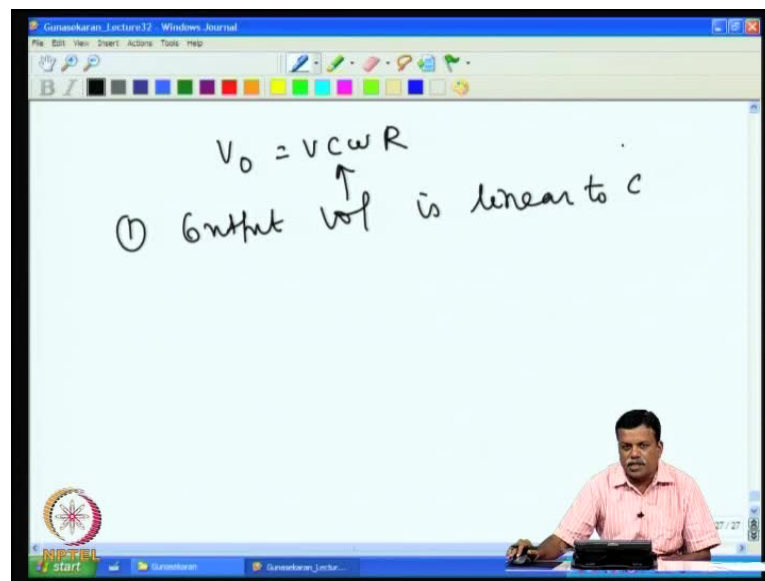 Gunasekaran_Lecture32 - Windows Journal
File Edit View Insert Actions Tools Help
B I
V₀ = V C ω R
↑
① Output vol is linear to C
27 / 27
NPTEL
start Gunasekaran Gunasekaran_Lectur...